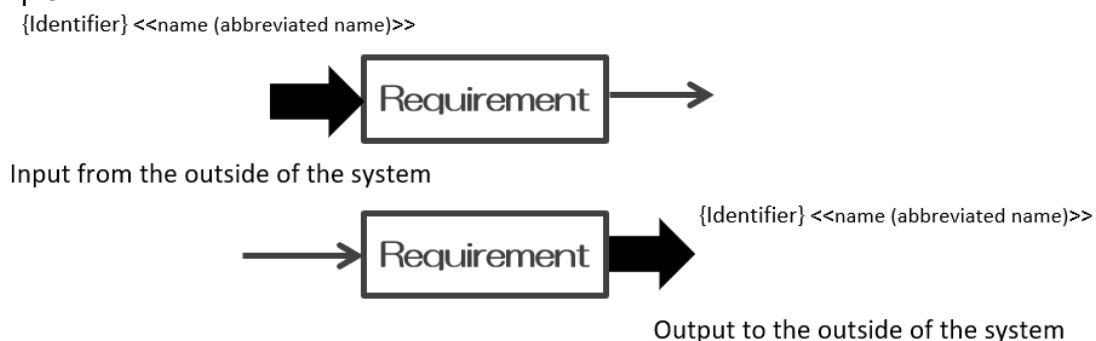 {Identifier} <<name (abbreviated name)>>
Requirement
Input from the outside of the system
{Identifier} <<name (abbreviated name)>>
Requirement
Output to the outside of the system